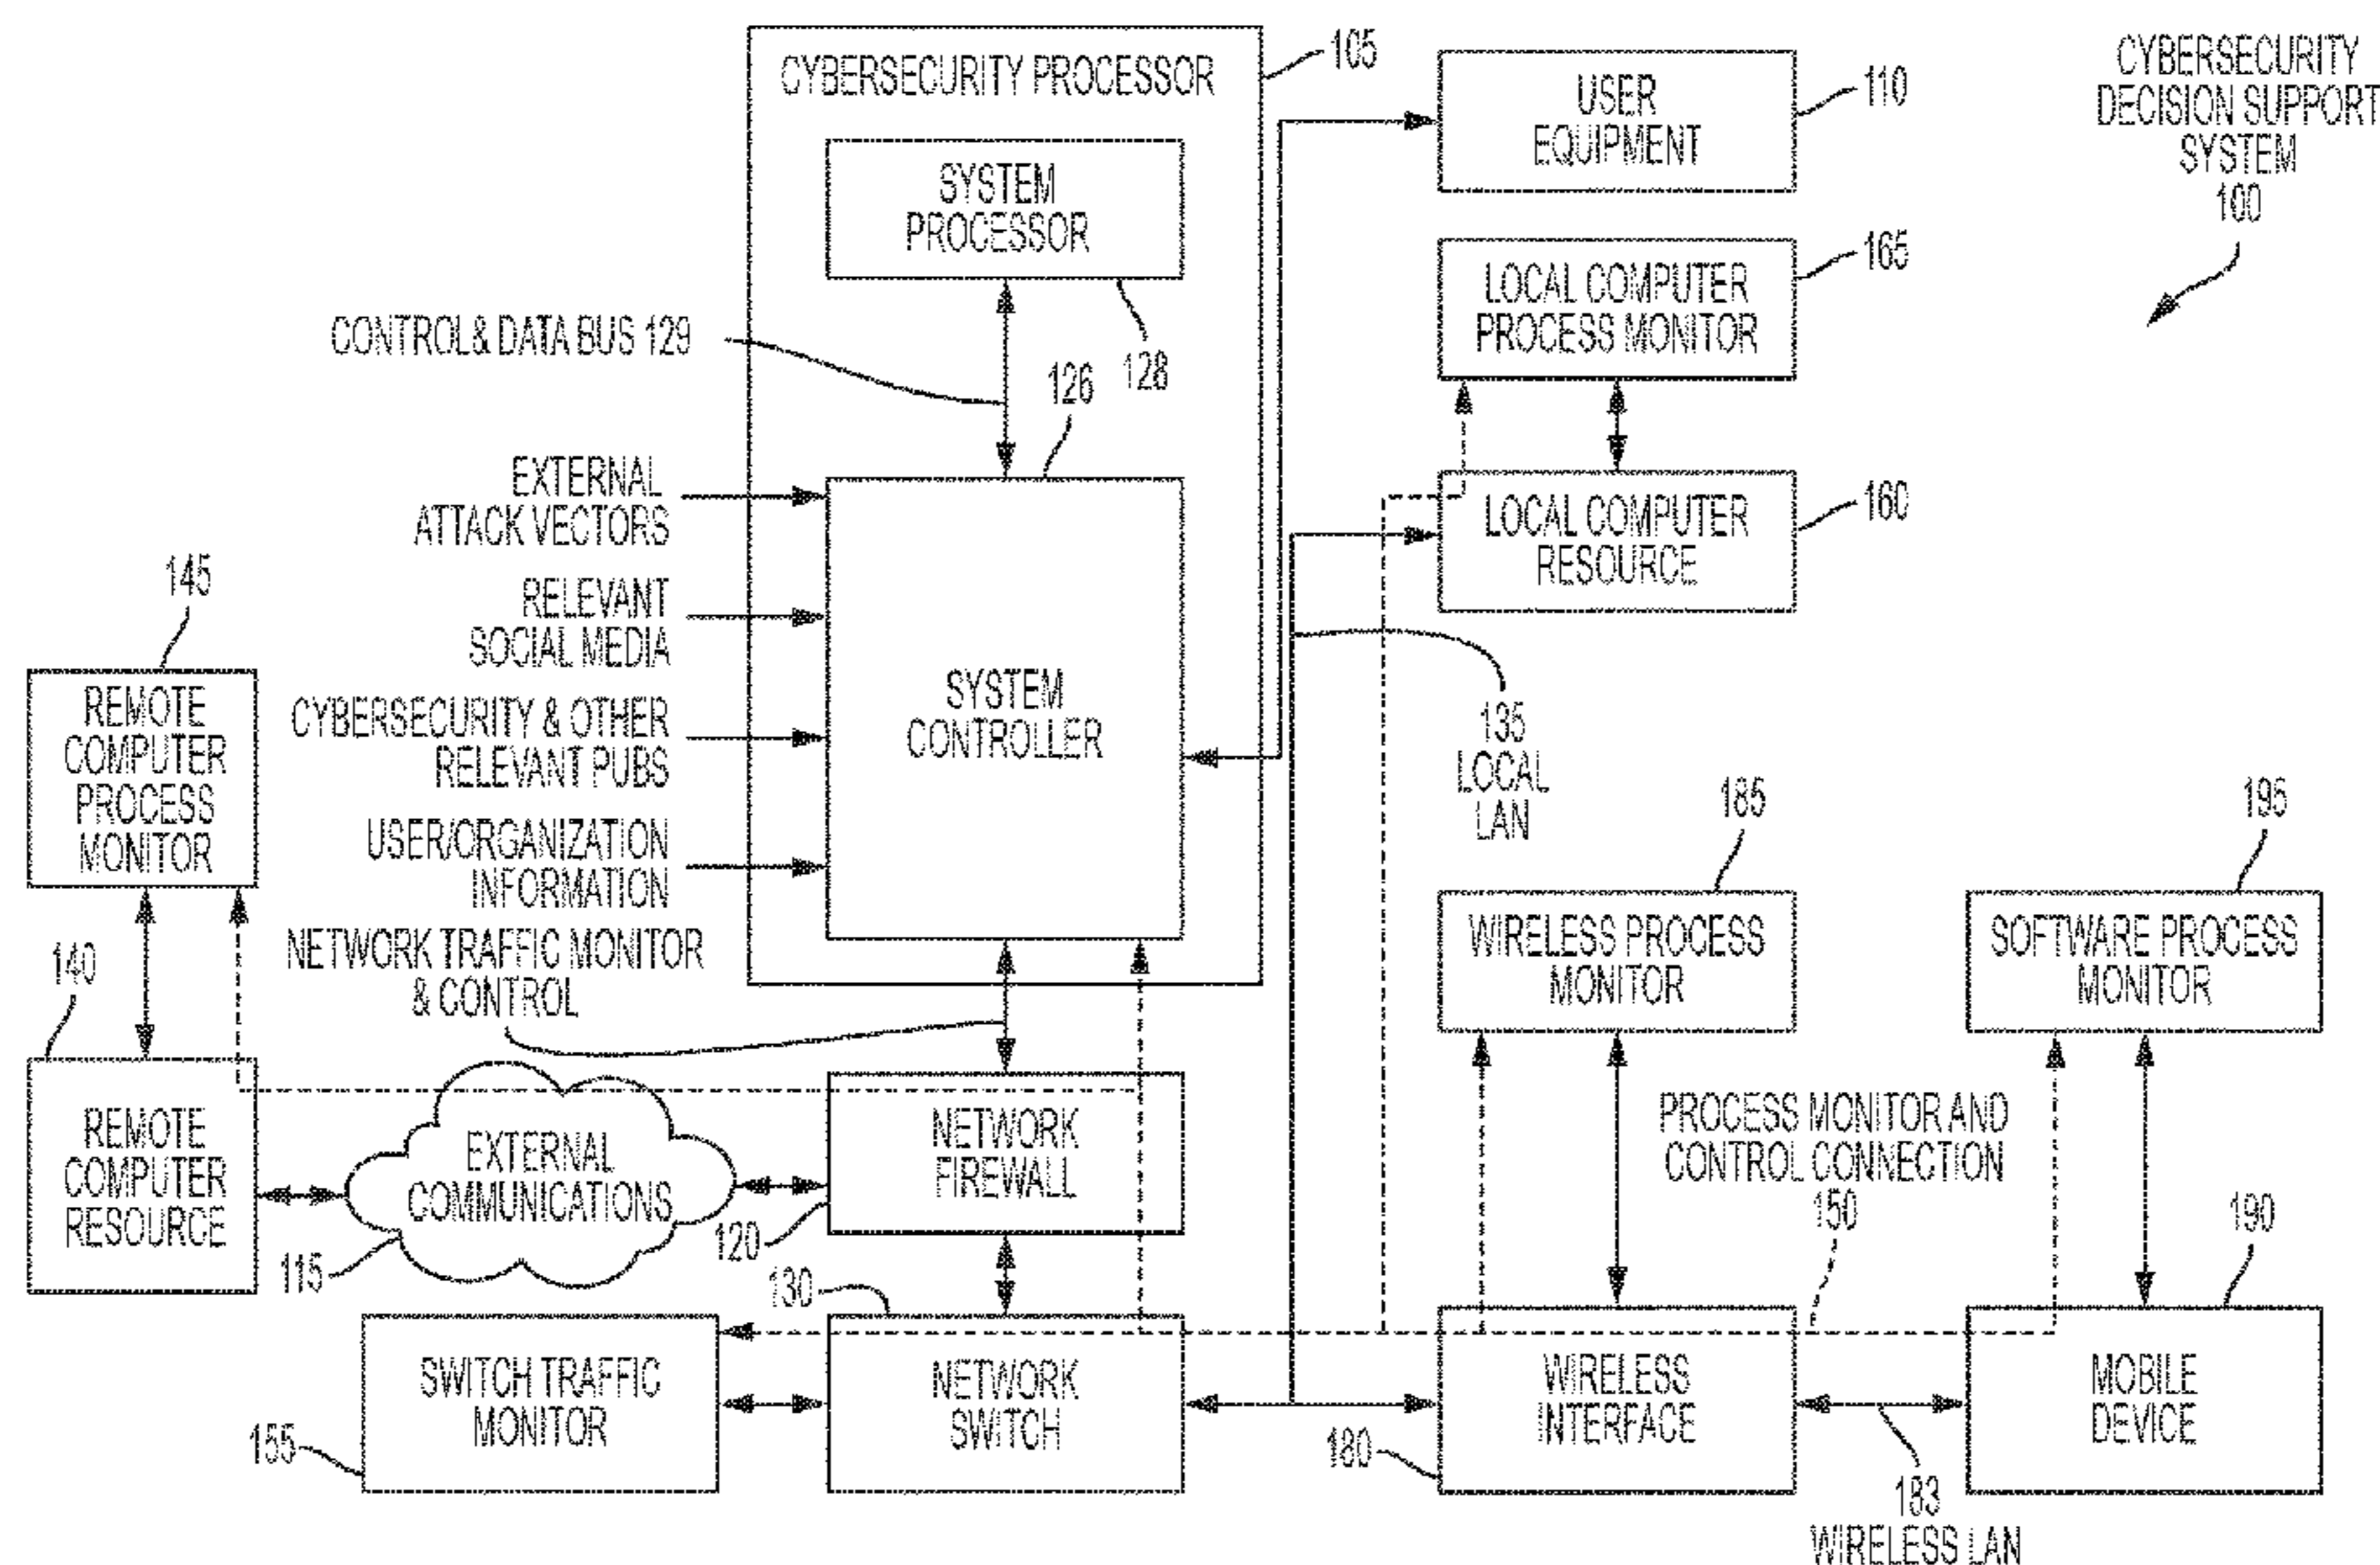 CYBERSECURITY PROCESSOR
105
SYSTEM
PROCESSOR
128
CONTROL& DATA BUS 129
126
EXTERNAL
ATTACK VECTORS
RELEVANT
SOCIAL MEDIA
CYBERSECURITY & OTHER
RELEVANT PUBS
USER/ORGANIZATION
INFORMATION
SYSTEM
CONTROLLER
NETWORK TRAFFIC MONITOR
& CONTROL
USER
EQUIPMENT
110
CYBERSECURITY
DECISION SUPPORT
SYSTEM
100
LOCAL COMPUTER
PROCESS MONITOR
165
LOCAL COMPUTER
RESOURCE
160
135
LOCAL
LAN
145
REMOTE
COMPUTER
PROCESS
MONITOR
140
REMOTE
COMPUTER
RESOURCE
EXTERNAL
COMMUNICATIONS
115
NETWORK
FIREWALL
120
130
SWITCH TRAFFIC
MONITOR
155
NETWORK
SWITCH
185
WIRELESS PROCESS
MONITOR
195
SOFTWARE PROCESS
MONITOR
PROCESS MONITOR AND
CONTROL CONNECTION
150
190
WIRELESS
INTERFACE
180
MOBILE
DEVICE
183
WIRELESS LAN